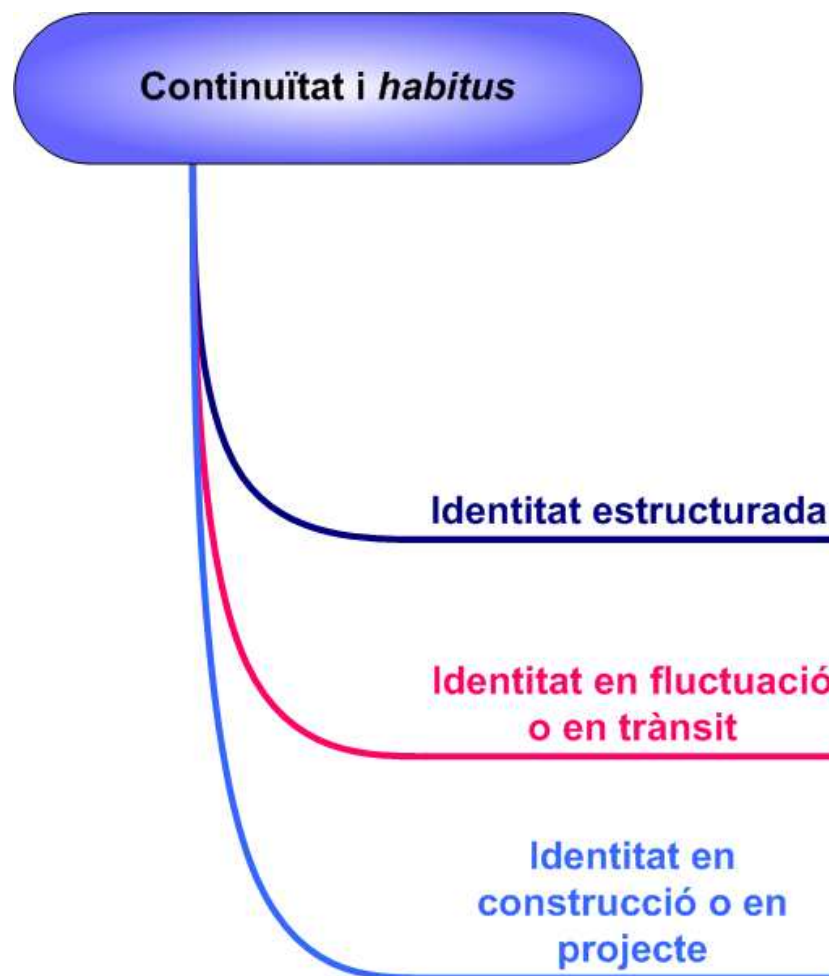 Continuïtat i habitus
Identitat estructurada
Identitat en fluctuació
o en trànsit
Identitat en
construcció o en
projecte